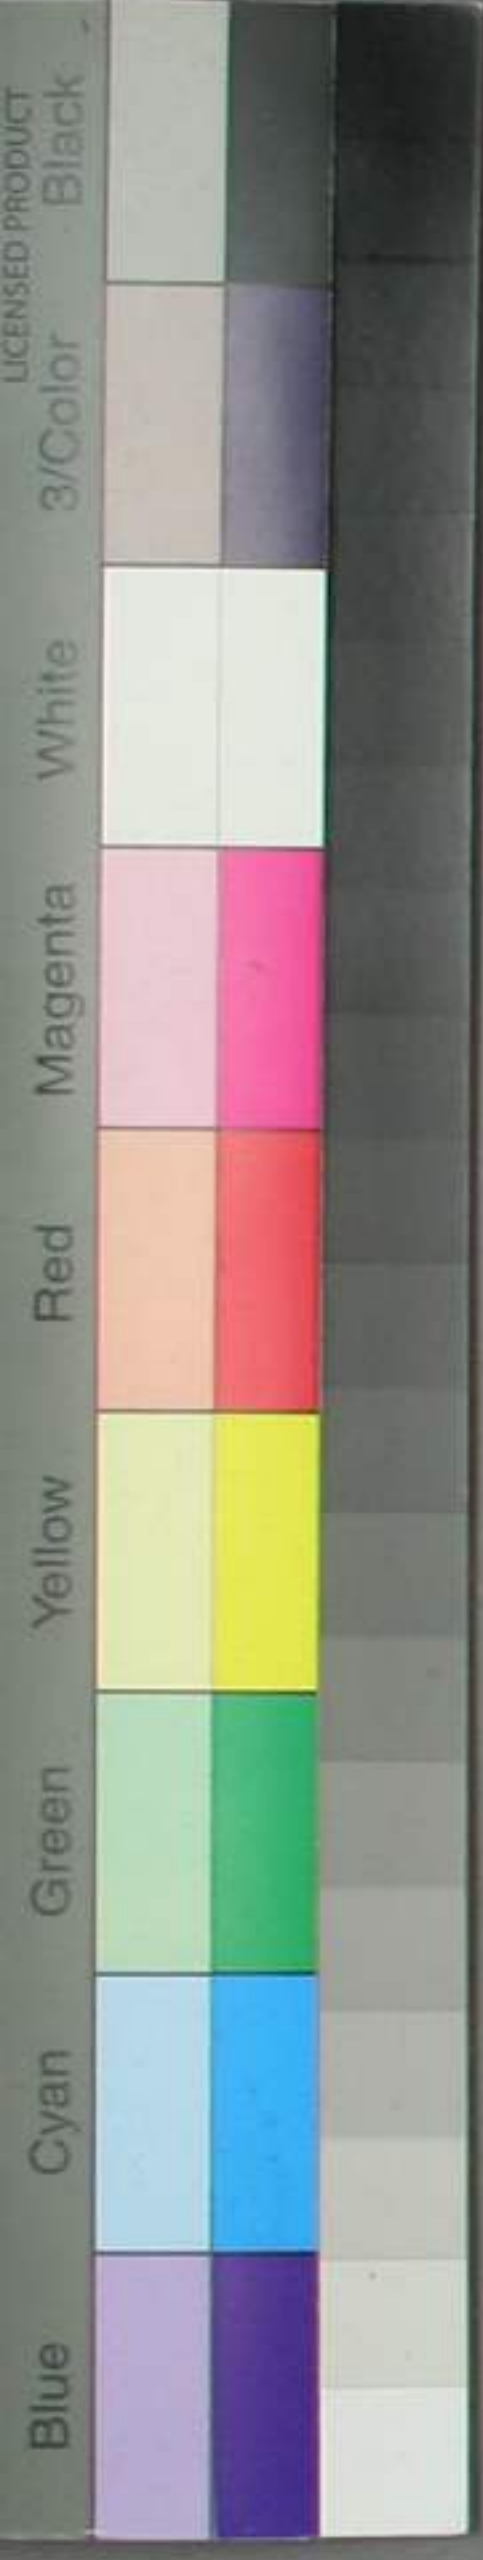 LICENSED PRODUCT
Black
3/Color
White
Magenta
Red
Yellow
Green
Cyan
Blue